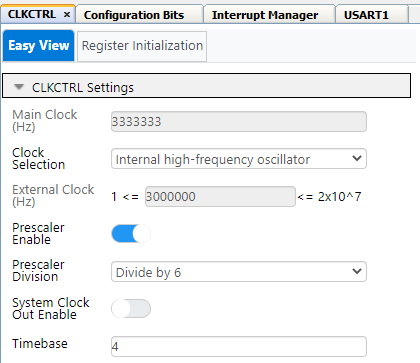 CLKCTRL × Configuration Bits Interrupt Manager USART1
Easy View Register Initialization
CLKCTRL Settings
Main Clock
(Hz)
3333333
Clock
Selection
Internal high-frequency oscillator
External Clock
(Hz)
1 <= 3000000 <= 2x10^7
Prescaler
Enable
Prescaler
Division
Divide by 6
System Clock
Out Enable
Timebase
4